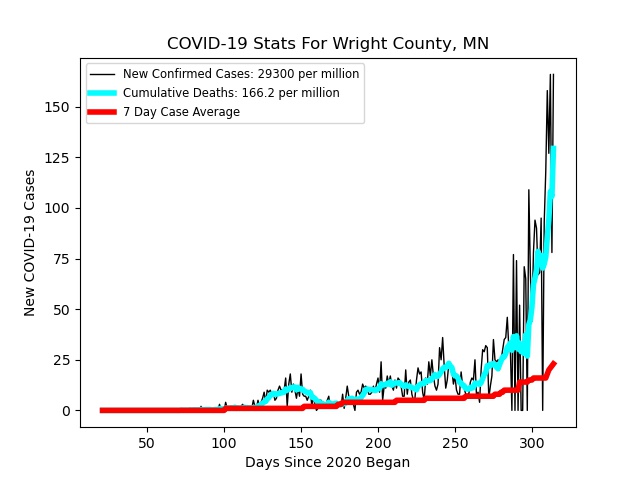 COVID-19 Stats For Wright County, MN
New Confirmed Cases: 29300 per million
Cumulative Deaths: 166.2 per million
7 Day Case Average
New COVID-19 Cases
150
125
100
75
50
25
0
50 100 150 200 250 300
Days Since 2020 Began